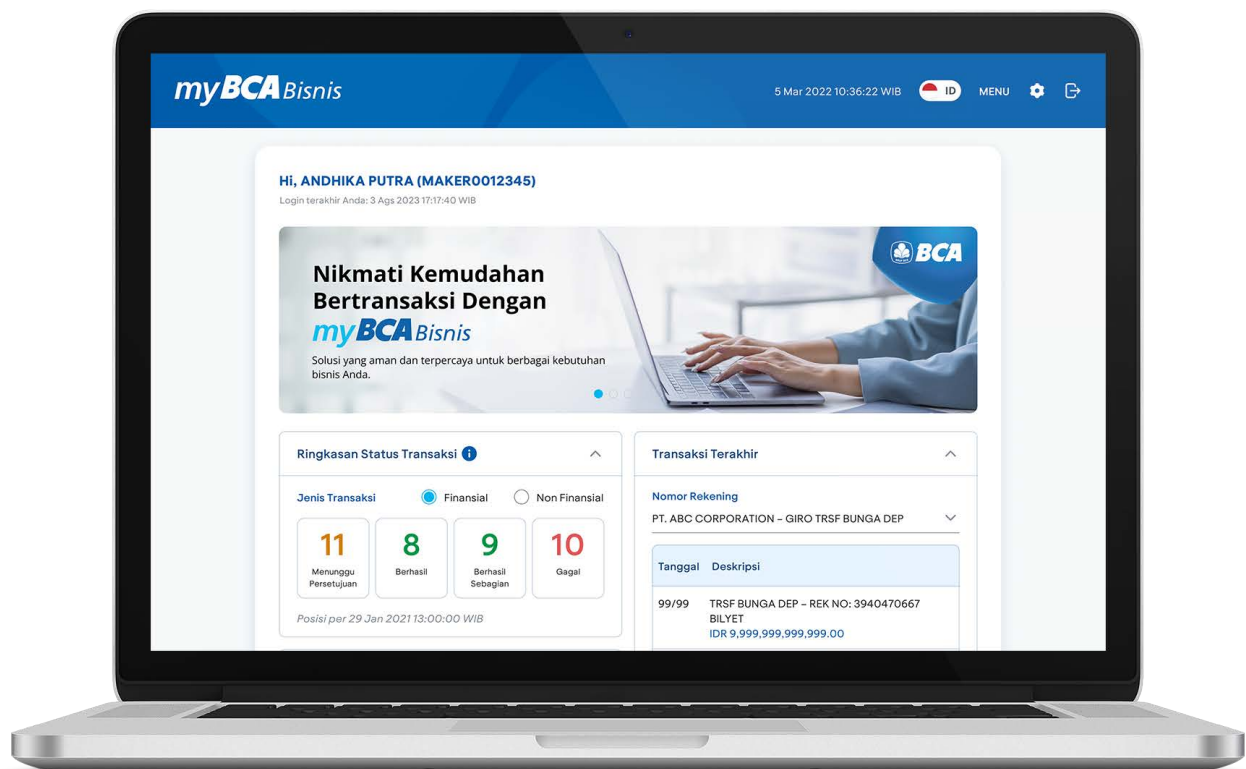 myBCA Bisnis
5 Mar 2022 10:36:22 WIB ID MENU
Hi, ANDHIKA PUTRA (MAKER0012345)
Login terakhir Anda: 3 Ags 2023 17:17:40 WIB
BCA
Nikmati Kemudahan
Bertransaksi Dengan
myBCA Bisnis
Solusi yang aman dan terpercaya untuk berbagai kebutuhan
bisnis Anda.
Ringkasan Status Transaksi i
Jenis Transaksi Finansial Non Finansial
11
Menunggu
Persetujuan
8
Berhasil
9
Berhasil
Sebagian
10
Gagal
Posisi per 29 Jan 2021 13:00:00 WIB
Transaksi Terakhir
Nomor Rekening
PT. ABC CORPORATION – GIRO TRSF BUNGA DEP
Tanggal Deskripsi
99/99 TRSF BUNGA DEP – REK NO: 3940470667
BILYET
IDR 9,999,999,999,999.00